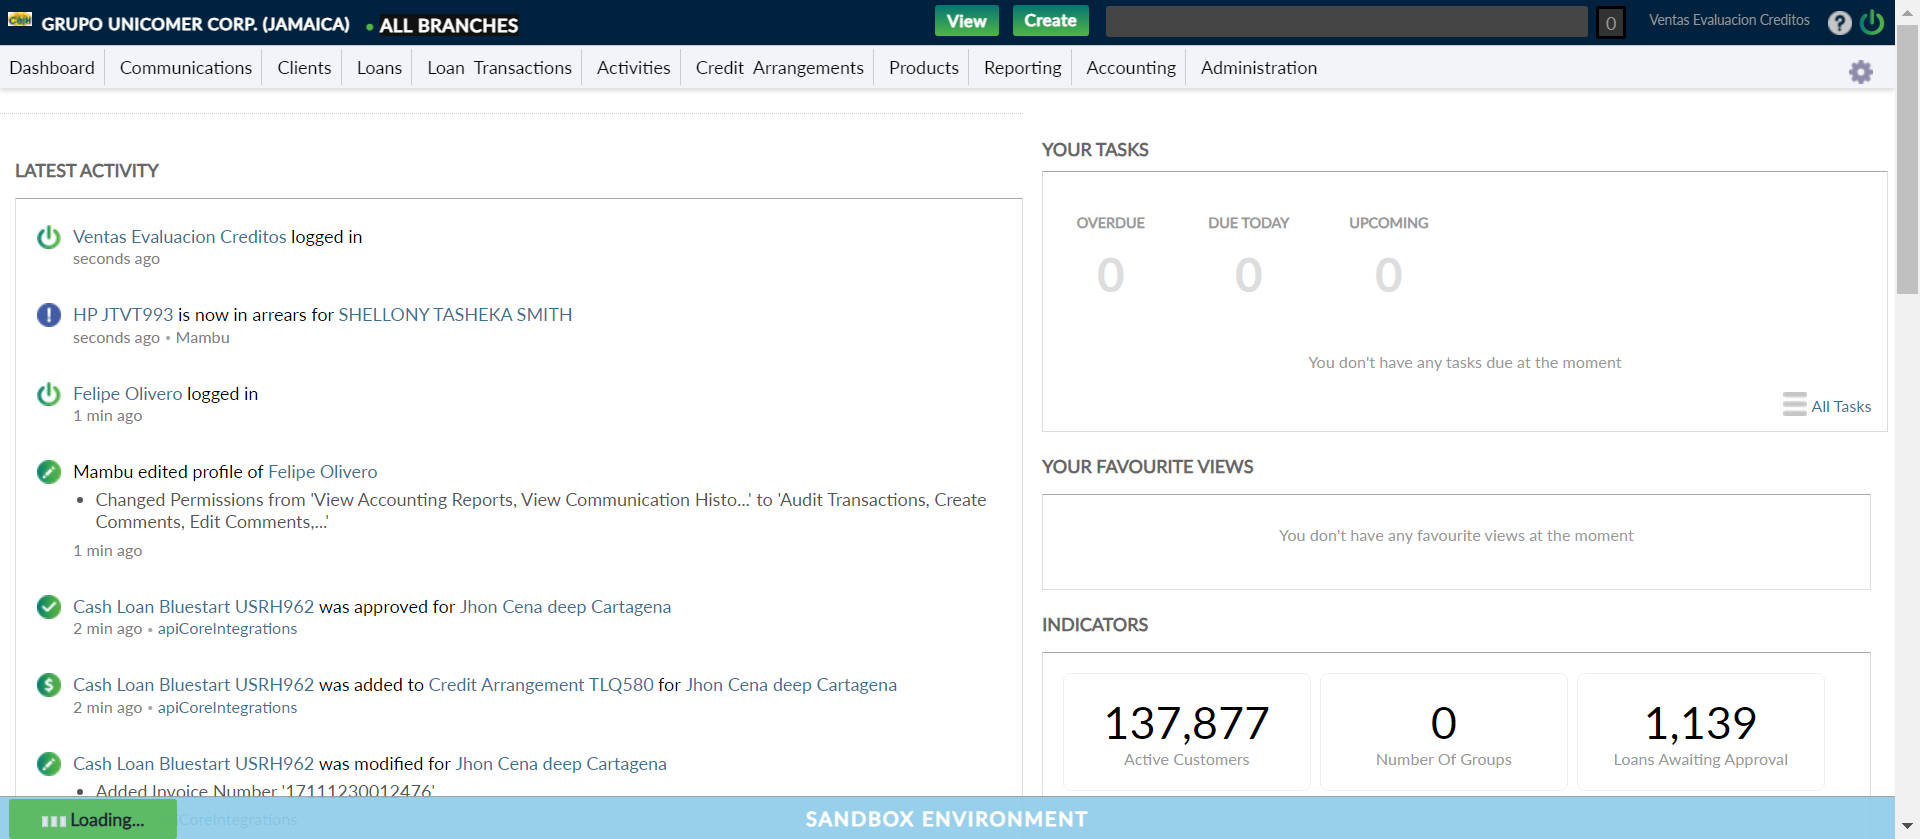 Cash GRUPO UNICOMER CORP. (JAMAICA) • ALL BRANCHES View Create 0 Ventas Evaluacion Creditos ?
Dashboard Communications Clients Loans Loan Transactions Activities Credit Arrangements Products Reporting Accounting Administration
LATEST ACTIVITY
Ventas Evaluacion Creditos logged in
seconds ago
HP JTVT993 is now in arrears for SHELLONY TASHEKA SMITH
seconds ago • Mambu
Felipe Olivero logged in
1 min ago
Mambu edited profile of Felipe Olivero
• Changed Permissions from 'View Accounting Reports, View Communication Histo...' to 'Audit Transactions, Create
Comments, Edit Comments,...'
1 min ago
Cash Loan Bluestart USRH962 was approved for Jhon Cena deep Cartagena
2 min ago • apiCoreIntegrations
Cash Loan Bluestart USRH962 was added to Credit Arrangement TLQ580 for Jhon Cena deep Cartagena
2 min ago • apiCoreIntegrations
Cash Loan Bluestart USRH962 was modified for Jhon Cena deep Cartagena
• Added Invoice Number '17111230012476'
YOUR TASKS
OVERDUE DUE TODAY UPCOMING
0 0 0
You don't have any tasks due at the moment
All Tasks
YOUR FAVOURITE VIEWS
You don't have any favourite views at the moment
INDICATORS
137,877 0 1,139
Active Customers Number Of Groups Loans Awaiting Approval
Loading... CoreIntegrations SANDBOX ENVIRONMENT